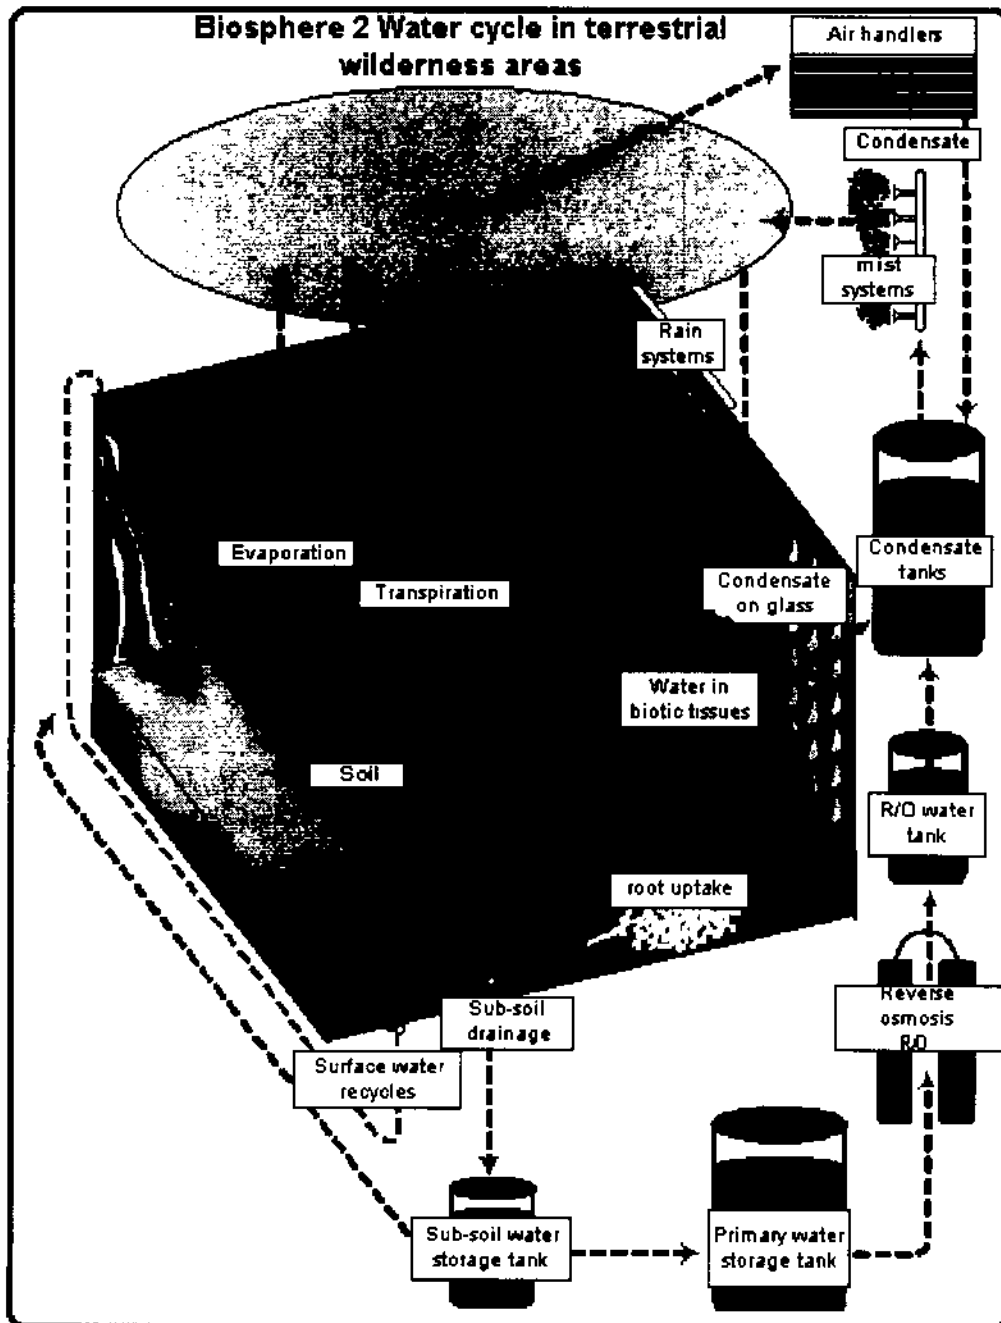 Biosphere 2 Water cycle in terrestrial
wilderness areas
Air handlers
Condensate
mist
systems
Rain
systems
Evaporation
Transpiration
Condensate
on glass
Condensate
tanks
Water in
biotic tissues
Soil
R/O water
tank
root uptake
Reverse
osmosis
R/O
Sub-soil
drainage
Surface water
recycles
Sub-soil water
storage tank
Primary water
storage tank